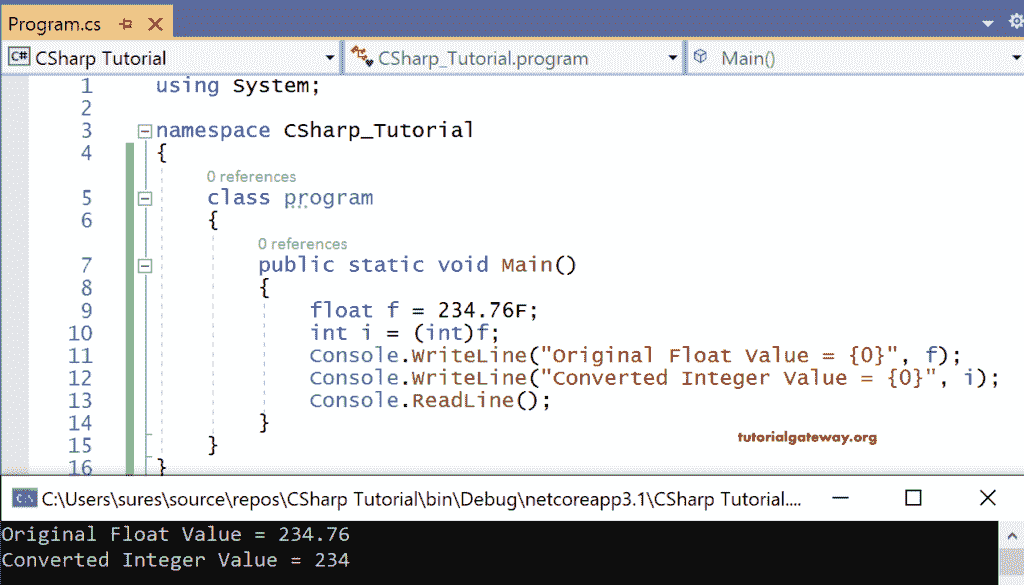 Program.cs
C# CSharp Tutorial CSharp_Tutorial.program Main()
1 using System;
2
3 namespace CSharp_Tutorial
4 {
0 references
5 class program
6 {
0 references
7 public static void Main()
8 {
9 float f = 234.76F;
10 int i = (int)f;
11 Console.WriteLine("Original Float Value = {0}", f);
12 Console.WriteLine("Converted Integer Value = {0}", i);
13 Console.ReadLine();
14 }
tutorialgateway.org
15 }
16 }
C:\Users\sures\source\repos\CSharp Tutorial\bin\Debug\netcoreapp3.1\CSharp Tutorial....
Original Float Value = 234.76
Converted Integer Value = 234